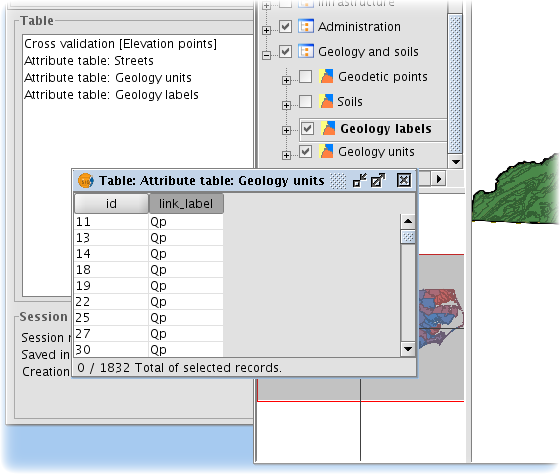 Infrastructure
Table
Administration
Cross validation [Elevation points]
Attribute table: Streets
Attribute table: Geology units
Attribute table: Geology labels
Geology and soils
Geodetic points
Soils
Geology labels
Geology units
Table: Attribute table: Geology units
id link_label
11 Qp
13 Qp
14 Qp
18 Qp
19 Qp
22 Qp
25 Qp
27 Qp
30 Qp
0 / 1832 Total of selected records.
Session
Session
Saved in
Creation